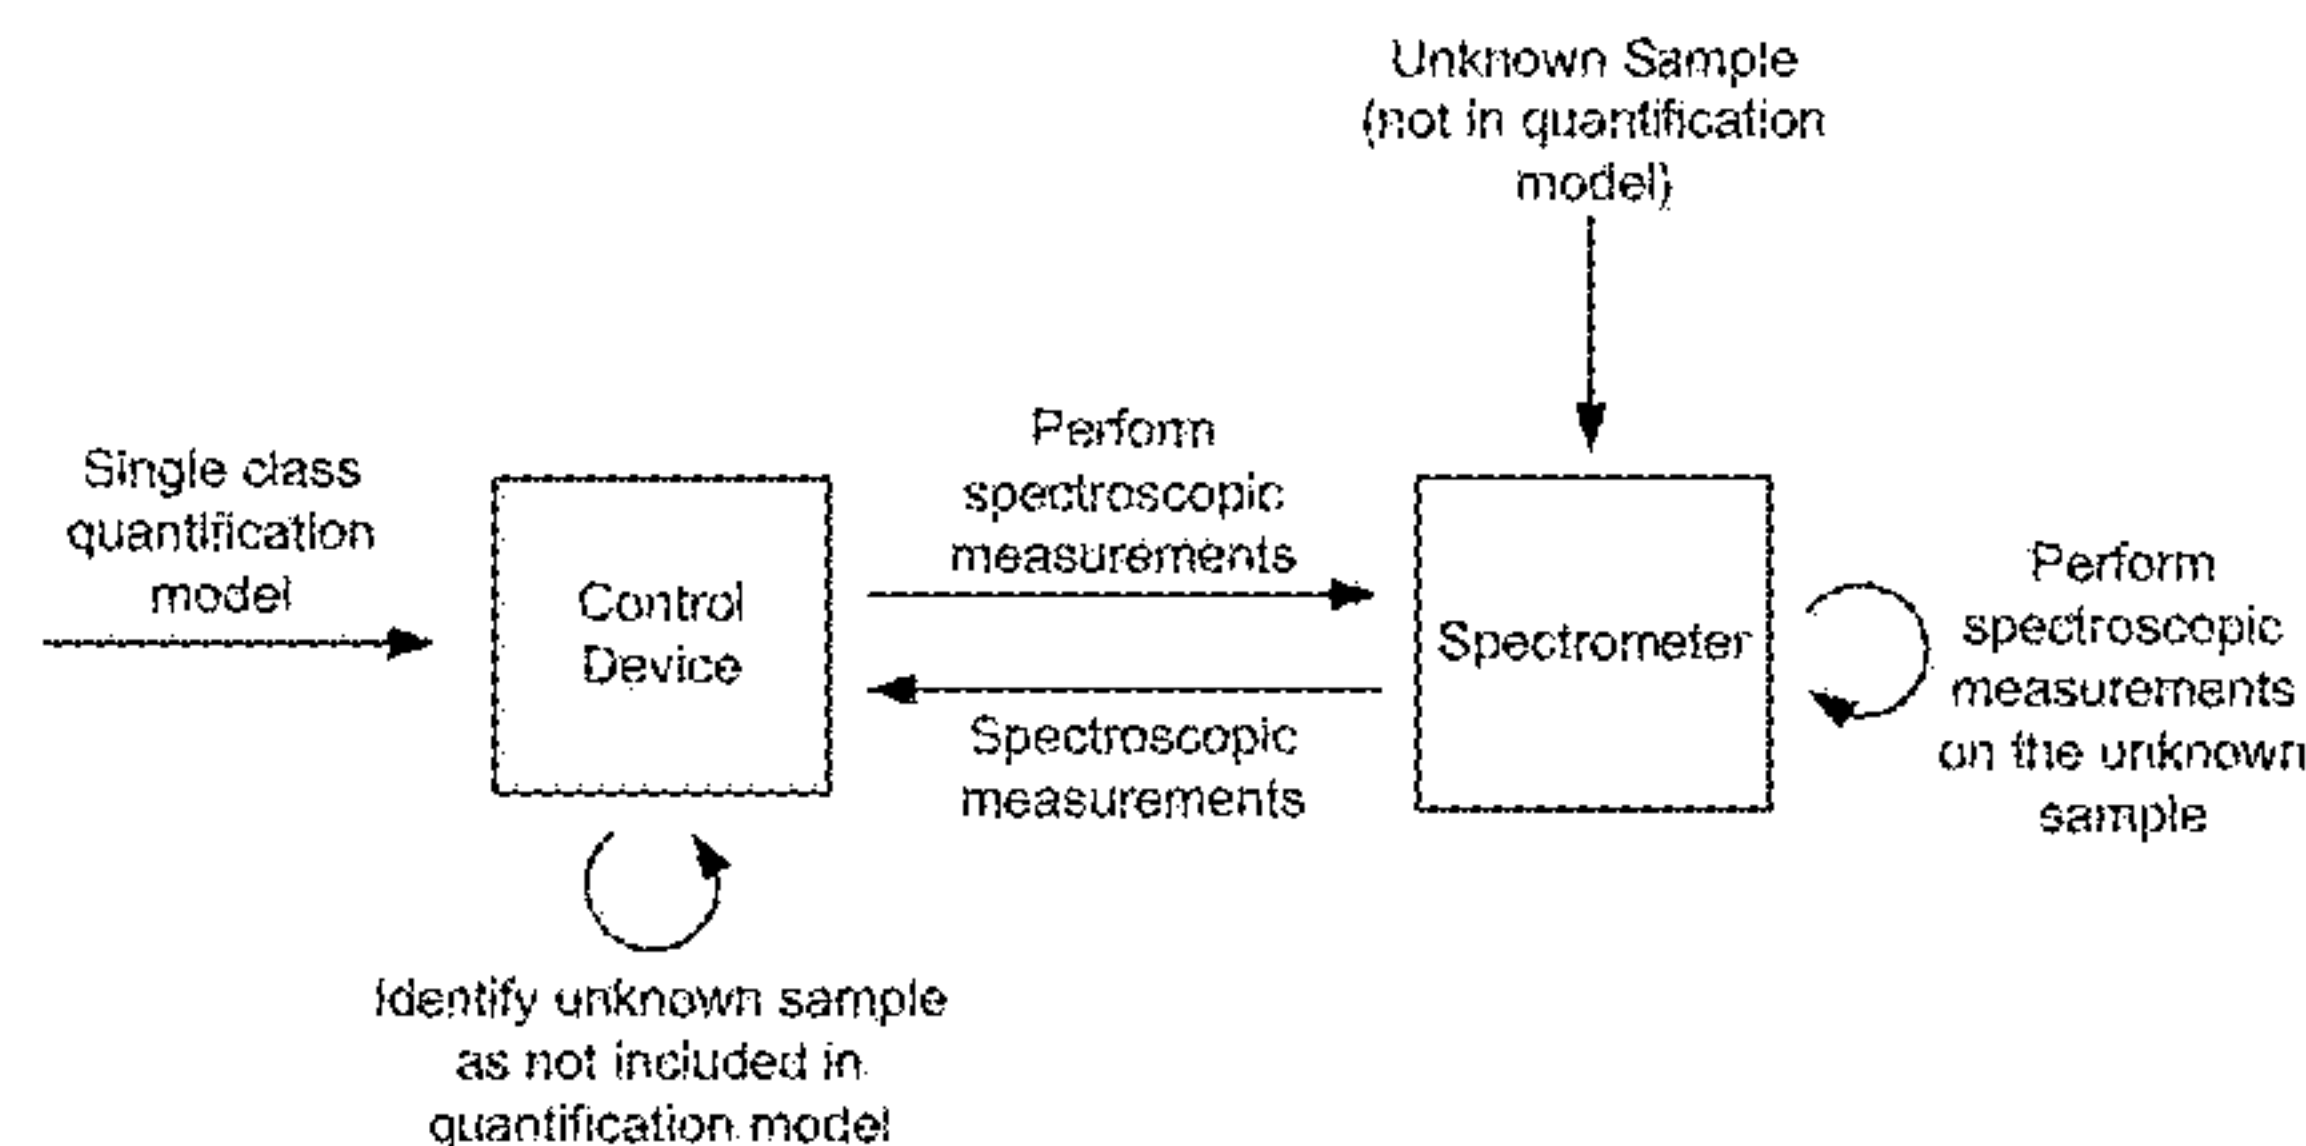 Unknown Sample
(not in quantification
model)
Single class
quantification
model
Control
Device
Perform
spectroscopic
measurements
Spectroscopic
measurements
Spectrometer
Perform
spectroscopic
measurements
on the unknown
sample
Identify unknown sample
as not included in
quantification model